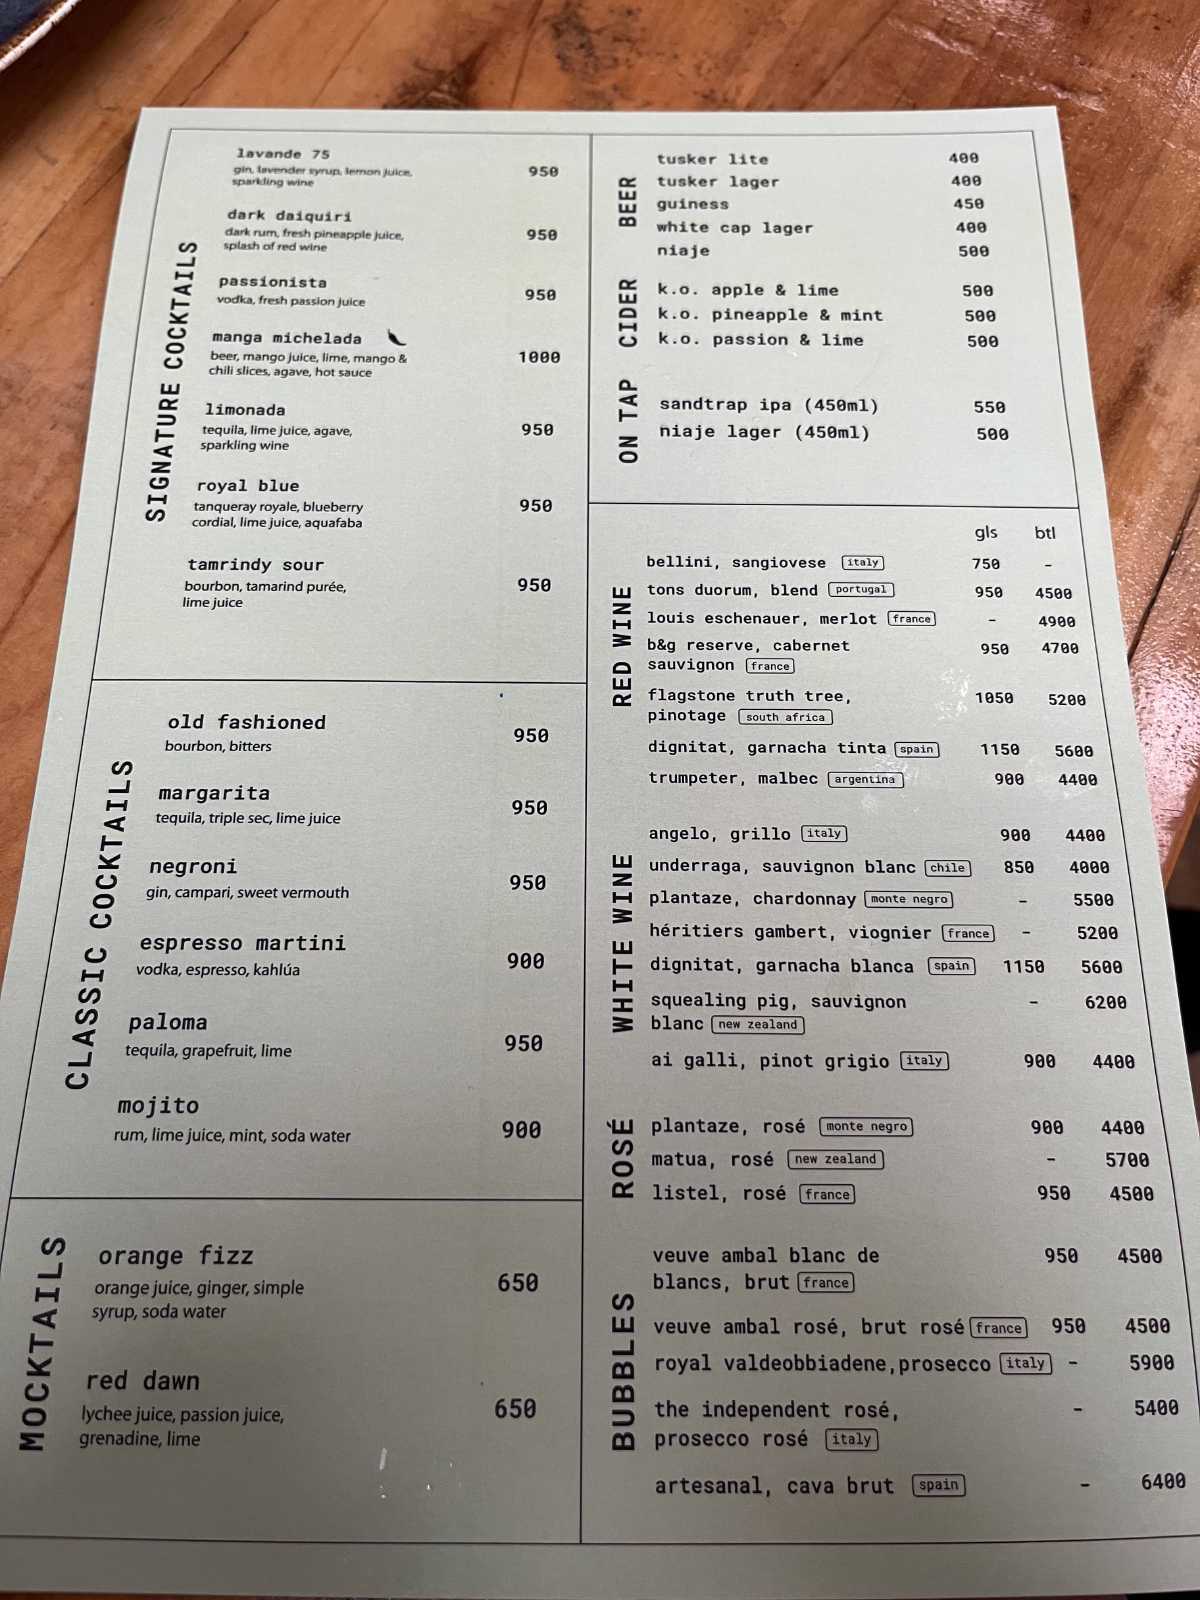 SIGNATURE COCKTAILS
lavande 75
gin, lavender syrup, lemon juice,
sparkling wine
950
dark daiquiri
dark rum, fresh pineapple juice,
splash of red wine
950
passionista
vodka, fresh passion juice
950
manga michelada
beer, mango juice, lime, mango &
chili slices, agave, hot sauce
1000
limonada
tequila, lime juice, agave,
sparkling wine
950
royal blue
tanqueray royale, blueberry
cordial, lime juice, aquafaba
950
tamrindy sour
bourbon, tamarind purée,
lime juice
950
CLASSIC COCKTAILS
old fashioned
bourbon, bitters
950
margarita
tequila, triple sec, lime juice
950
negroni
gin, campari, sweet vermouth
950
espresso martini
vodka, espresso, kahlúa
900
paloma
tequila, grapefruit, lime
950
mojito
rum, lime juice, mint, soda water
900
MOCKTAILS
orange fizz
orange juice, ginger, simple
syrup, soda water
650
red dawn
lychee juice, passion juice,
grenadine, lime
650
BEER
tusker lite 400
tusker lager 400
guiness 450
white cap lager 400
niaje 500
CIDER
k.o. apple & lime 500
k.o. pineapple & mint 500
k.o. passion & lime 500
ON TAP
sandtrap ipa (450ml) 550
niaje lager (450ml) 500
gls btl
RED WINE
bellini, sangiovese italy 750 -
tons duorum, blend portugal 950 4500
louis eschenauer, merlot france - 4900
b&g reserve, cabernet 950 4700
sauvignon france
flagstone truth tree, 1050 5200
pinotage south africa
dignitat, garnacha tinta spain 1150 5600
trumpeter, malbec argentina 900 4400
WHITE WINE
angelo, grillo italy 900 4400
underraga, sauvignon blanc chile 850 4000
plantaze, chardonnay monte negro - 5500
héritiers gambert, viognier france - 5200
dignitat, garnacha blanca spain 1150 5600
squealing pig, sauvignon - 6200
blanc new zealand
ai galli, pinot grigio italy 900 4400
ROSÉ
plantaze, rosé monte negro 900 4400
matua, rosé new zealand - 5700
listel, rosé france 950 4500
BUBBLES
veuve ambal blanc de 950 4500
blancs, brut france
veuve ambal rosé, brut rosé france 950 4500
royal valdeobbiadene,prosecco italy - 5900
the independent rosé, - 5400
prosecco rosé italy
artesanal, cava brut spain - 6400